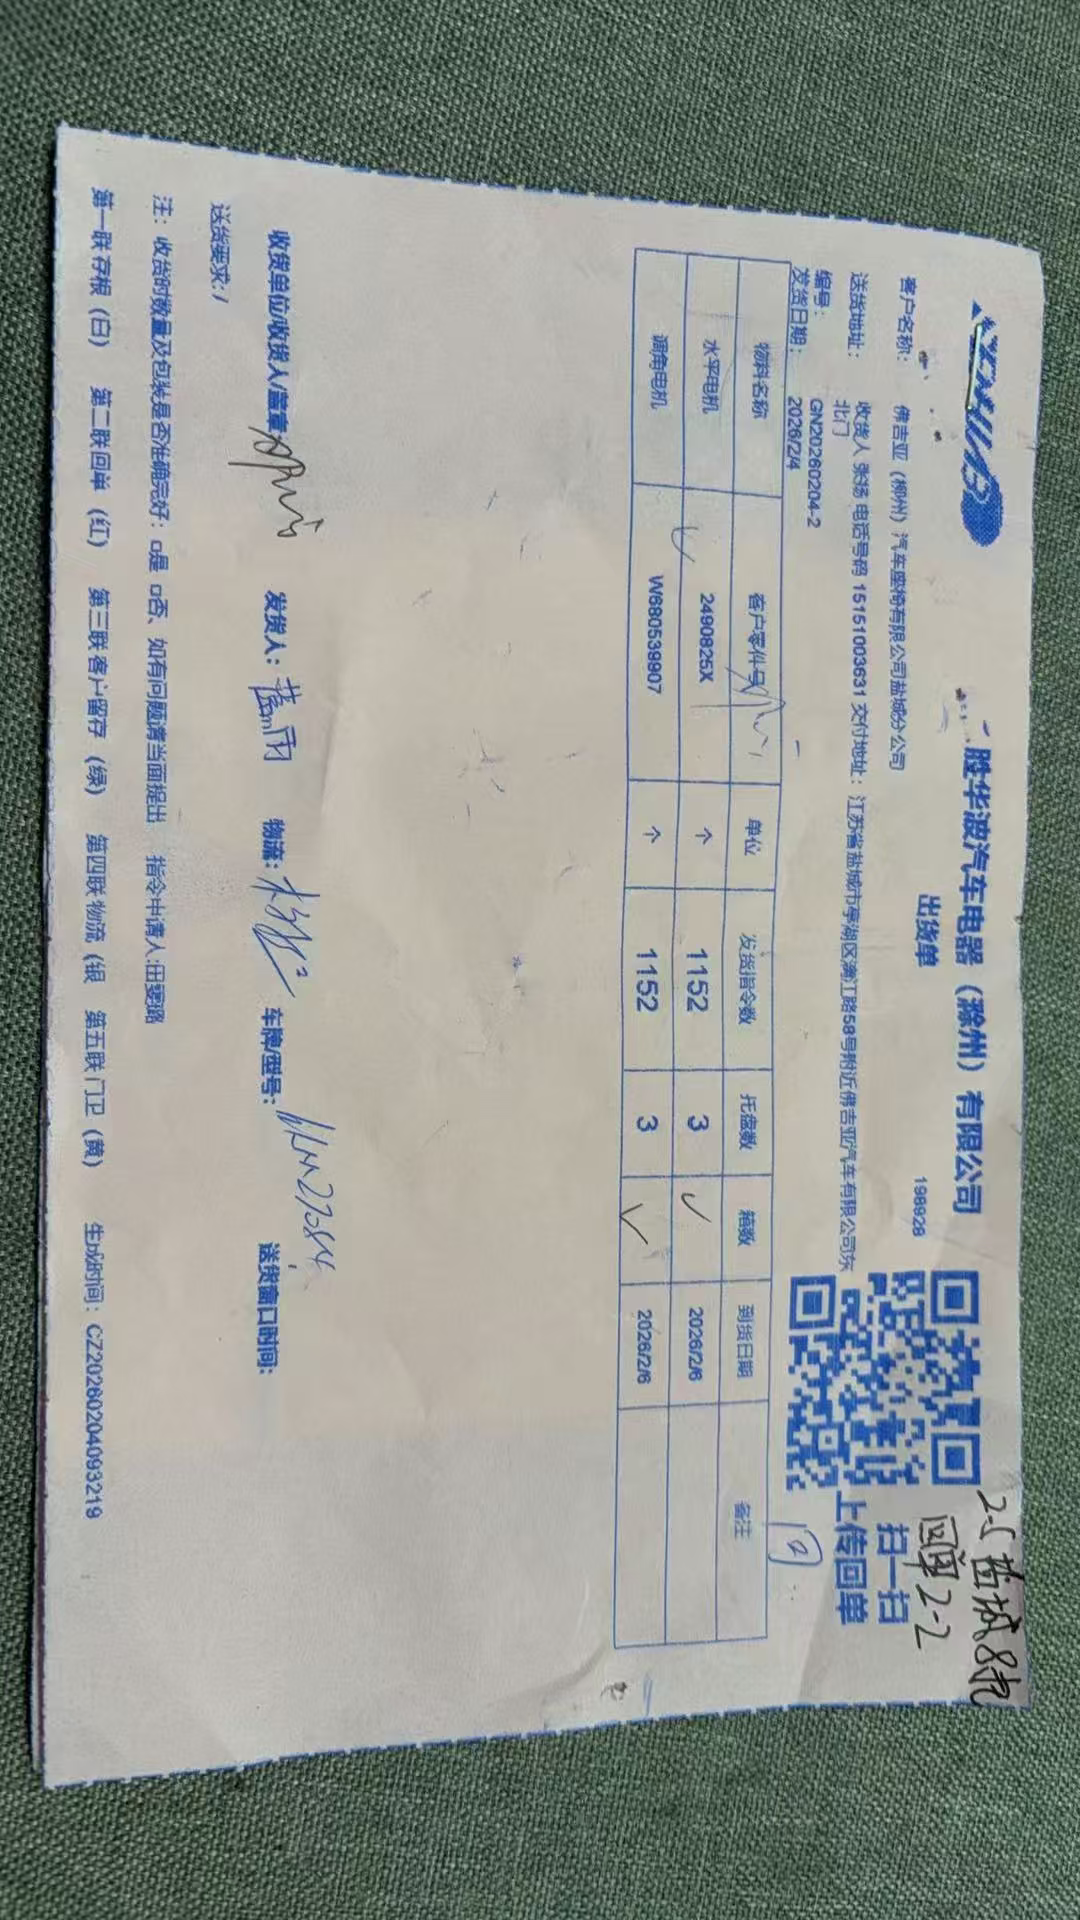 胜华波汽车电器（滁州）有限公司
出货单
198928
扫一扫
上传回单
2-5 盐城8托
回单2-2
客户名称： 佛吉亚（柳州）汽车座椅有限公司盐城分公司
送货地址： 收货人 张扬 电话号码 15151003631 交付地址：江苏省盐城市亭湖区漓江路58号附近佛吉亚汽车有限公司东
北门
编号： GN20260204-2
发货日期： 2026/2/4
物料名称 客户零件号 单位 发货指令数 托盘数 箱数 到货日期 备注
水平电机 2490825X 个 1152 3 2026/2/6
调角电机 W680539907 个 1152 3 2026/2/6
收货单位/收货人/盖章: 发货人： 物流： 车牌/型号： 送货窗口时间：
送货要求: /
注： 收货时数量及包装是否准确完好：□是 □否、如有问题请当面提出 指令申请人:田雯璐
第一联存根（白） 第二联回单（红） 第三联客户留存（绿） 第四联物流（银 第五联门卫（黄） 生成时间：CZ20260204093219